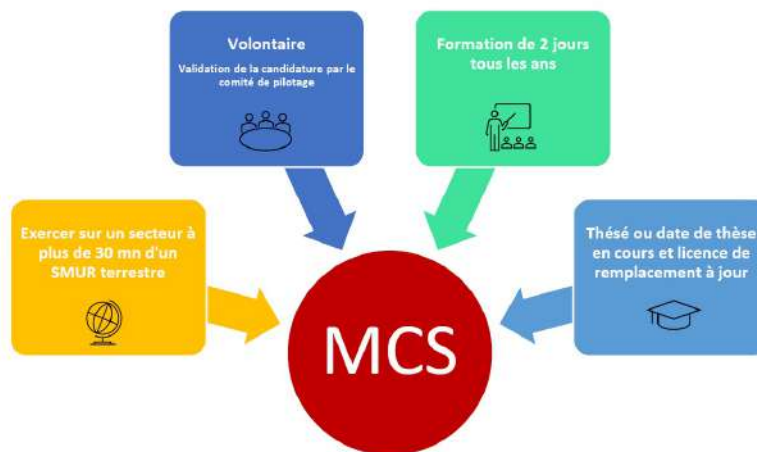 Volontaire
Validation de la candidature par le
comité de pilotage
Formation de 2 jours
tous les ans
Exercer sur un secteur à
plus de 30 mn d'un
SMUR terrestre
Thésé ou date de thèse
en cours et licence de
remplacement à jour
MCS